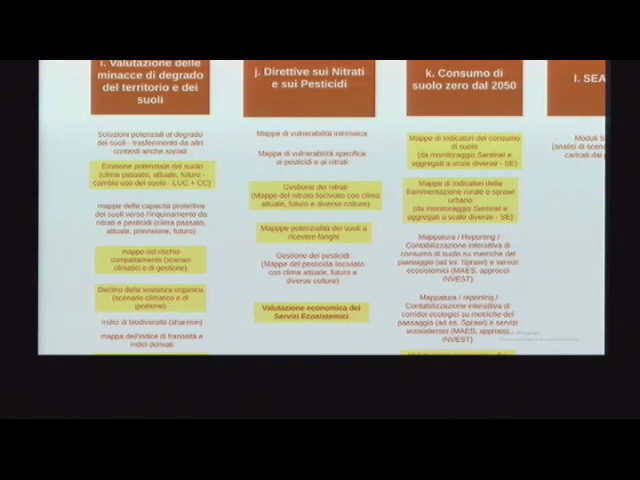 i. Valutazione delle
minacce di degrado
del territorio e dei
suoli
Soluzioni potenziali al degrado
dei suoli - trasferimento da altri
contesti anche sociali
Erosione potenziale del suolo
(clima passato, attuale, futuro -
cambio uso del suolo - LUC + CC)
mappe della capacità protettiva
dei suoli verso l'inquinamento da
nitrati e pesticidi (clima passato,
attuale, previsione, futuro)
mappe del rischio
compattamento (scenari
climatici e di gestione)
Declino della sostanza organica
(scenario climatico e di
gestione)
Indici di biodiversità (shannon)
mappa dell'indice di franosità e
indici derivati
j. Direttive sui Nitrati
e sui Pesticidi
Mappe di vulnerabilità intrinseca
Mappe di vulnerabilità specifica
ai pesticidi e ai nitrati
Gestione dei nitrati
(Mappe del nitrato lisciviato con clima
attuale, futuro e diverse colture)
Mapppe potenzialità dei suoli a
ricevere fanghi
Gestione dei pesticidi
(Mappe del pesticida lisciviato
con clima attuale, futuro e
diverse colture)
Valutazione economica dei
Servizi Ecosistemici
k. Consumo di
suolo zero dal 2050
Mappe di indicatori del consumo
di suolo
(da monitoraggio Sentinel e
aggregati a scale diverse - SE)
Mappe di indicatori della
frammentazione rurale e sprawl
urbano
(da monitoraggio Sentinel e
aggregati a scale diverse - SE)
Mappatura / Reporting /
Contabilizzazione interattiva di
consumo di suolo su metriche del
paesaggio (ad es. Sprawl) e servizi
ecosistemici (MAES, approcci
INVEST)
Mappatura / reporting /
Contabilizzazione interattiva di
corridoi ecologici su metriche del
paesaggio (ad es. Sprawl) e servizi
ecosistemici (MAES, approcci
INVEST)
l. SEA
Moduli S
(analisi di scena
caricati dai